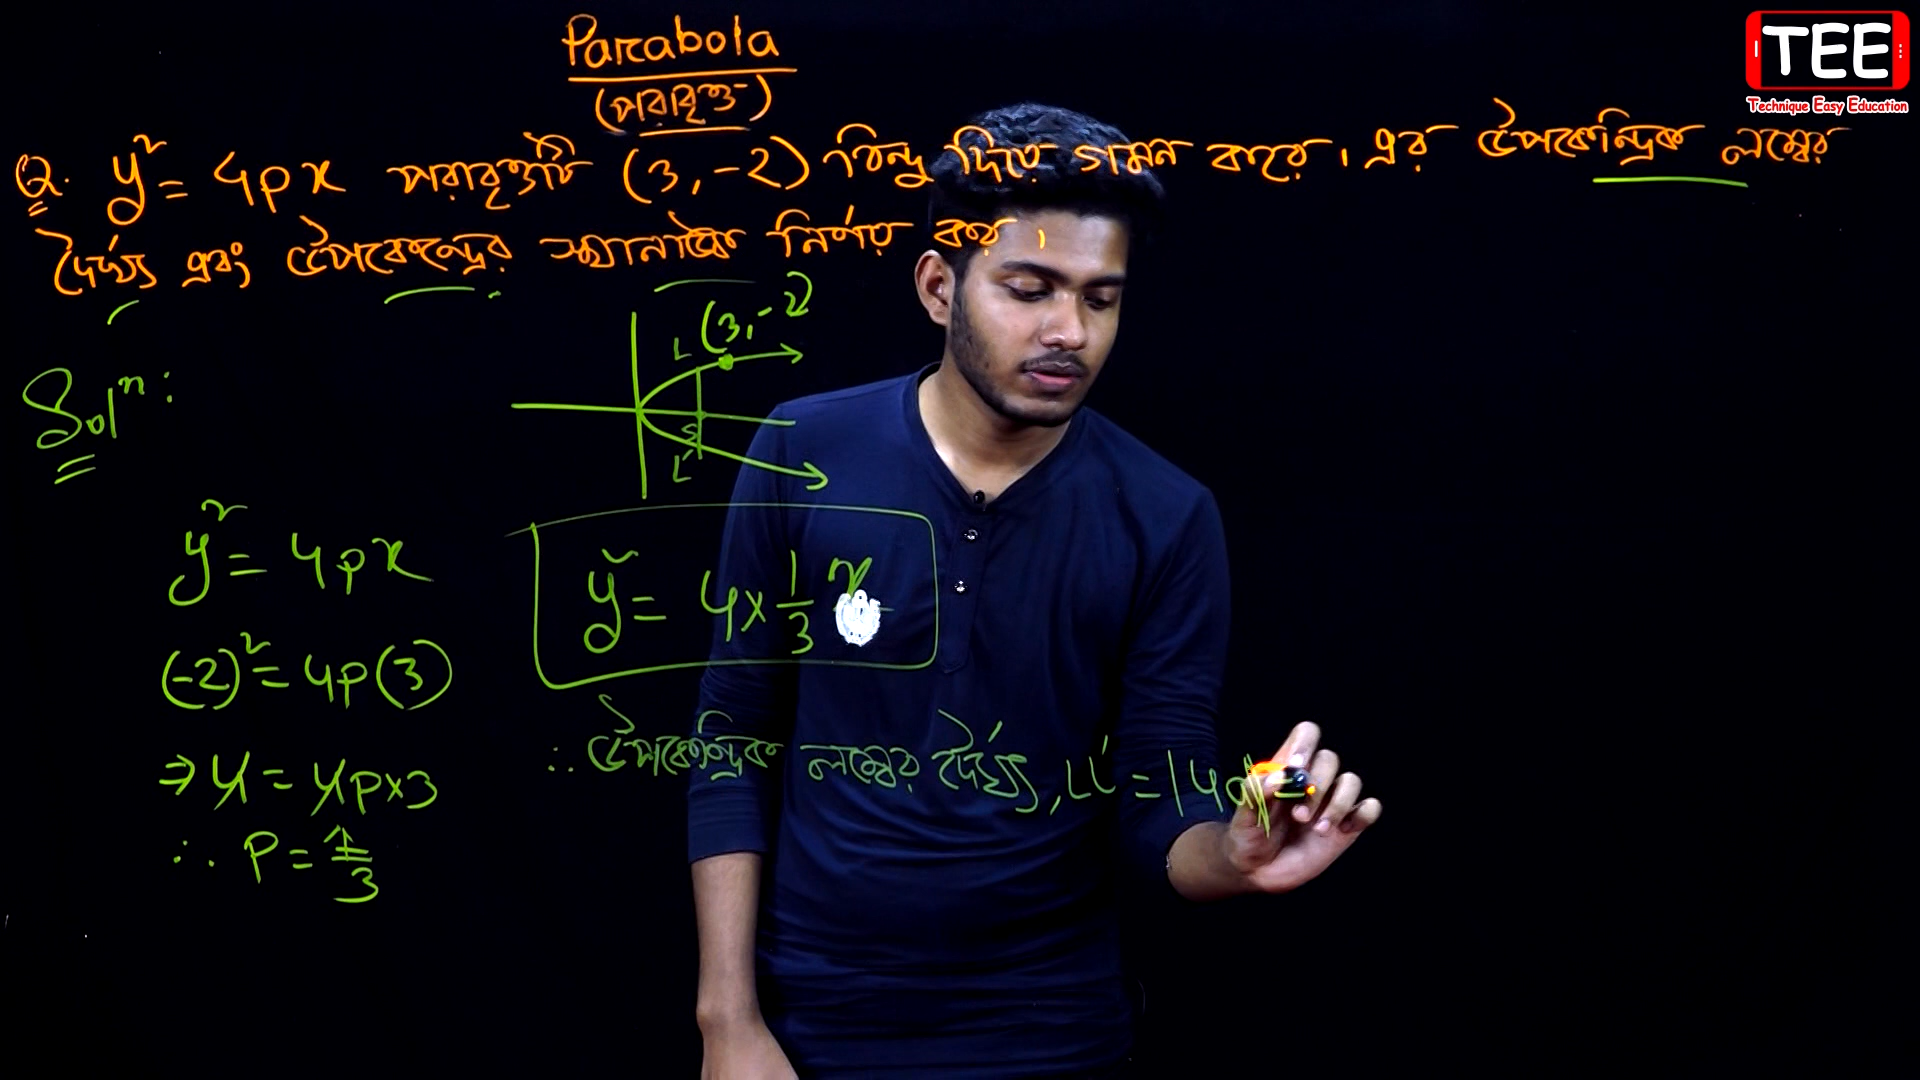 Parabola
(পরাবৃত্ত)
TEE
Technique Easy Education
Q. y² = 4px পরাবৃত্তটি (3, -2) বিন্দু দিয়ে গমন করে। এর উপকেন্দ্রিক লম্বের
দৈর্ঘ্য এবং উপকেন্দ্রের স্থানাঙ্ক নির্ণয় কর।
Solⁿ:
L (3, -2)
S
L'
y² = 4px
(-2)² = 4p(3)
⇒ 4 = 4p×3
∴ P = 1/3
y² = 4×1/3 x
∴ উপকেন্দ্রিক লম্বের দৈর্ঘ্য, LL' = |4a| =